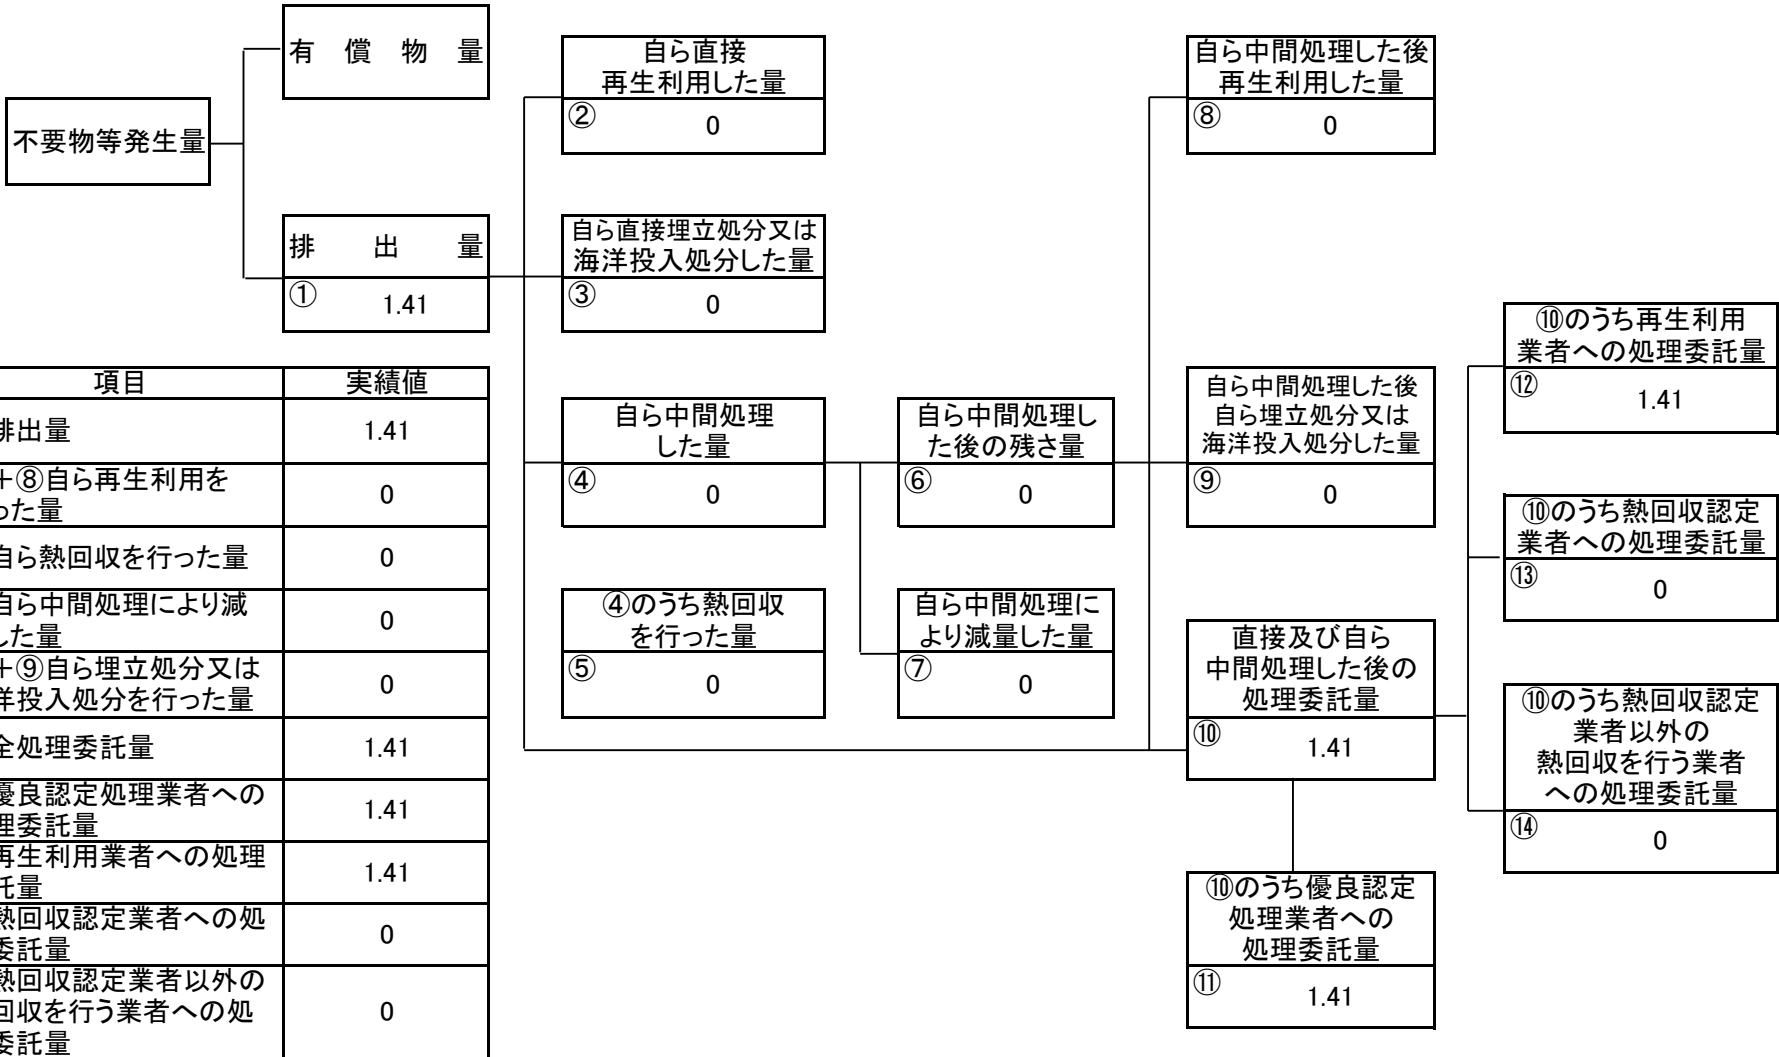 有償物量
不要物等発生量
排出量
① 1.41
自ら直接
再生利用した量
② 0
自ら直接埋立処分又は
海洋投入処分した量
③ 0
自ら中間処理
した量
④ 0
④のうち熱回収
を行った量
⑤ 0
自ら中間処理し
た後の残さ量
⑥ 0
自ら中間処理に
より減量した量
⑦ 0
自ら中間処理した後
再生利用した量
⑧ 0
自ら中間処理した後
自ら埋立処分又は
海洋投入処分した量
⑨ 0
直接及び自ら
中間処理した後の
処理委託量
⑩ 1.41
⑩のうち優良認定
処理業者への
処理委託量
⑪ 1.41
⑩のうち再生利用
業者への処理委託量
⑫ 1.41
⑩のうち熱回収認定
業者への処理委託量
⑬ 0
⑩のうち熱回収認定
業者以外の
熱回収を行う業者
への処理委託量
⑭ 0
項目 実績値
排出量 1.41
+⑧自ら再生利用を
った量 0
自ら熱回収を行った量 0
自ら中間処理により減
した量 0
+⑨自ら埋立処分又は
洋投入処分を行った量 0
全処理委託量 1.41
優良認定処理業者への
理委託量 1.41
再生利用業者への処理
託量 1.41
熱回収認定業者への処
委託量 0
熱回収認定業者以外の
回収を行う業者への処
委託量 0